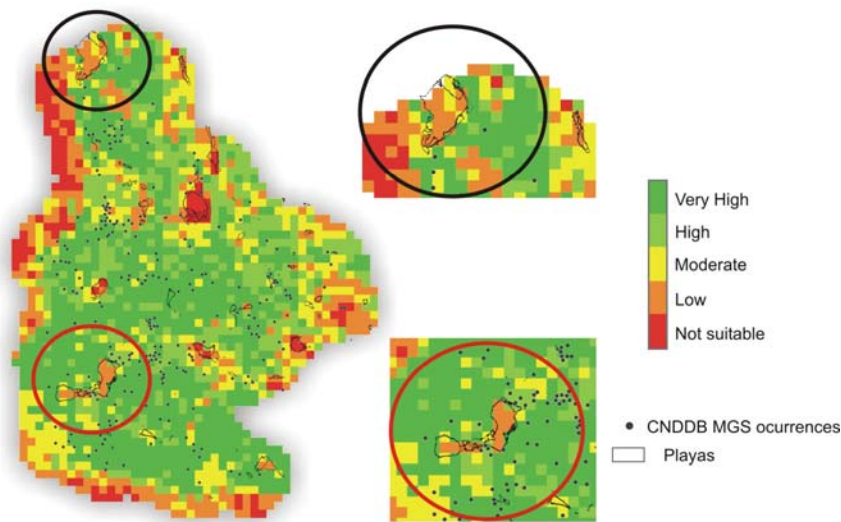 Very High
High
Moderate
Low
Not suitable
CNDDB MGS ocurrences
Playas